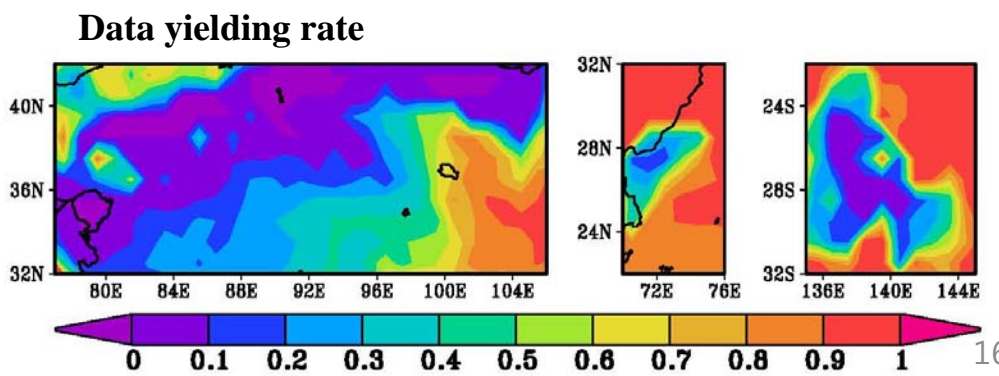 Data yielding rate
40N
36N
32N
80E 84E 88E 92E 96E 100E 104E
32N
28N
24N
72E 76E
24S
28S
32S
136E 140E 144E
0 0.1 0.2 0.3 0.4 0.5 0.6 0.7 0.8 0.9 1
16